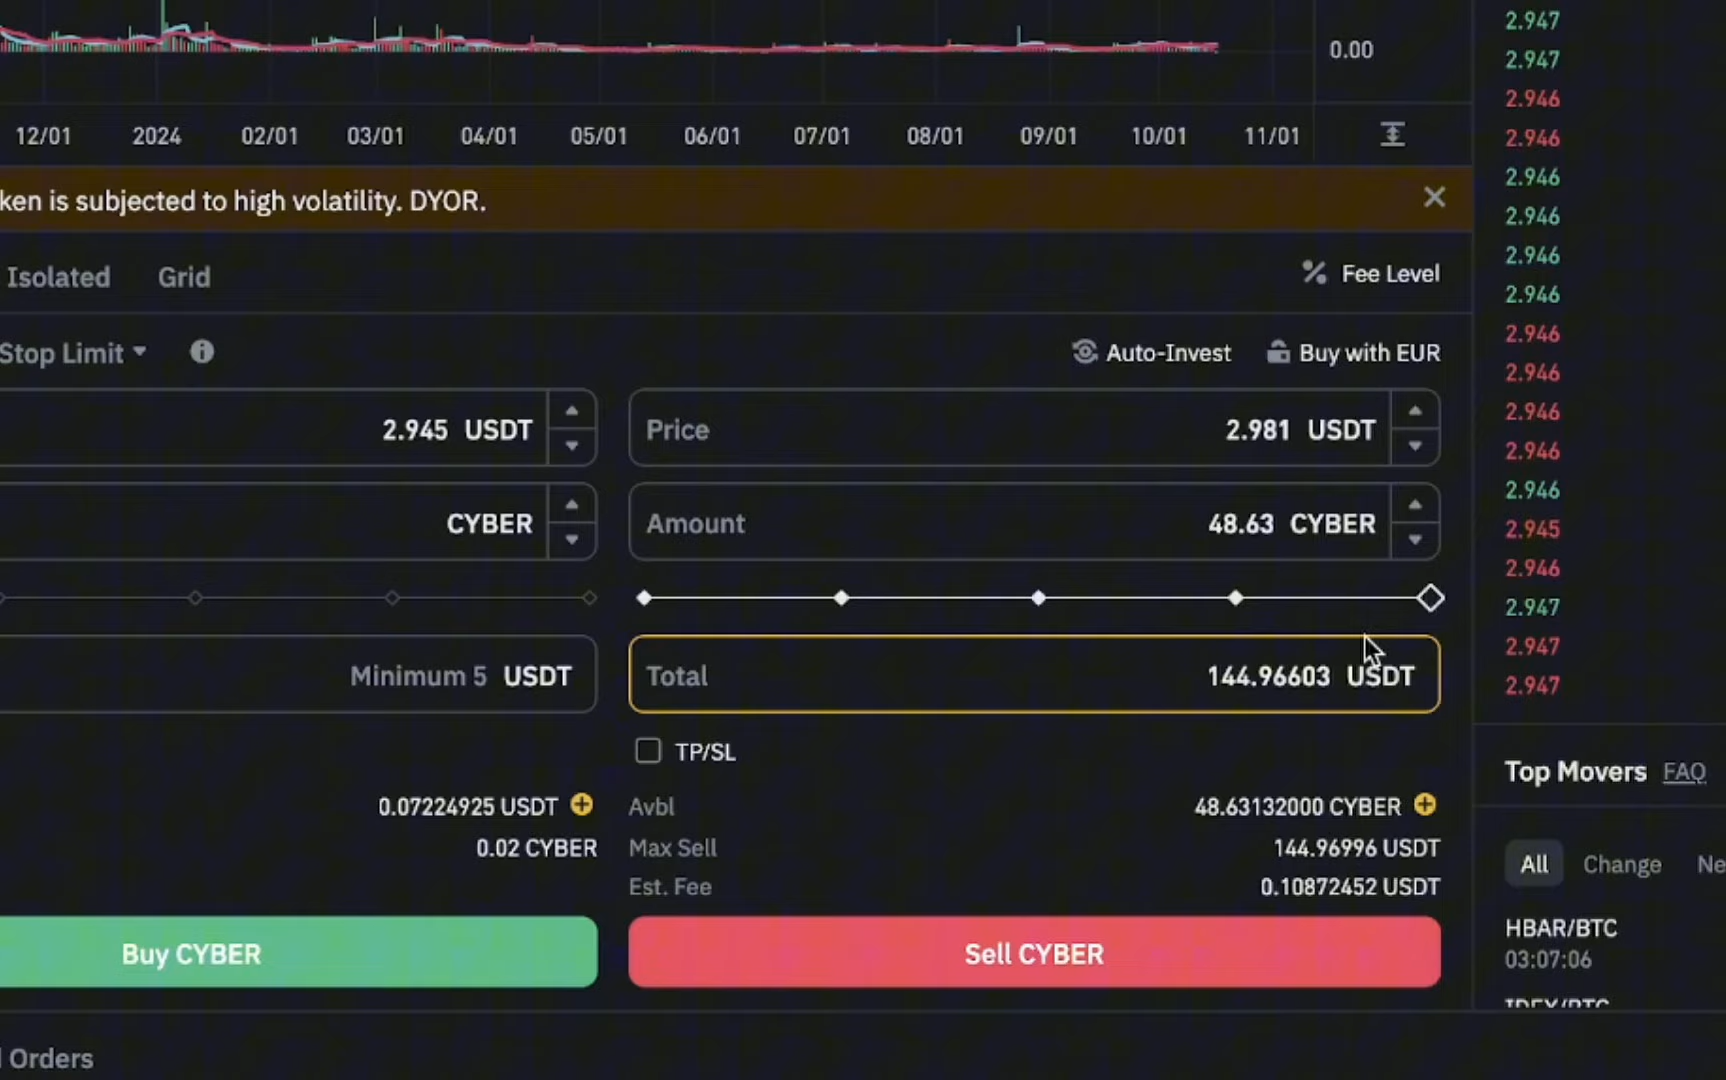 0.00
12/01 2024 02/01 03/01 04/01 05/01 06/01 07/01 08/01 09/01 10/01 11/01
ken is subjected to high volatility. DYOR.
Isolated Grid
Fee Level
Stop Limit
Auto-Invest Buy with EUR
2.945 USDT
CYBER
Minimum 5 USDT
0.07224925 USDT
0.02 CYBER
Buy CYBER
Price 2.981 USDT
Amount 48.63 CYBER
Total 144.96603 USDT
TP/SL
Avbl 48.63132000 CYBER
Max Sell 144.96996 USDT
Est. Fee 0.10872452 USDT
Sell CYBER
Orders
2.947
2.947
2.946
2.946
2.946
2.946
2.946
2.946
2.946
2.946
2.946
2.946
2.946
2.945
2.946
2.947
2.947
2.947
Top Movers FAQ
All Change Ne
HBAR/BTC
03:07:06